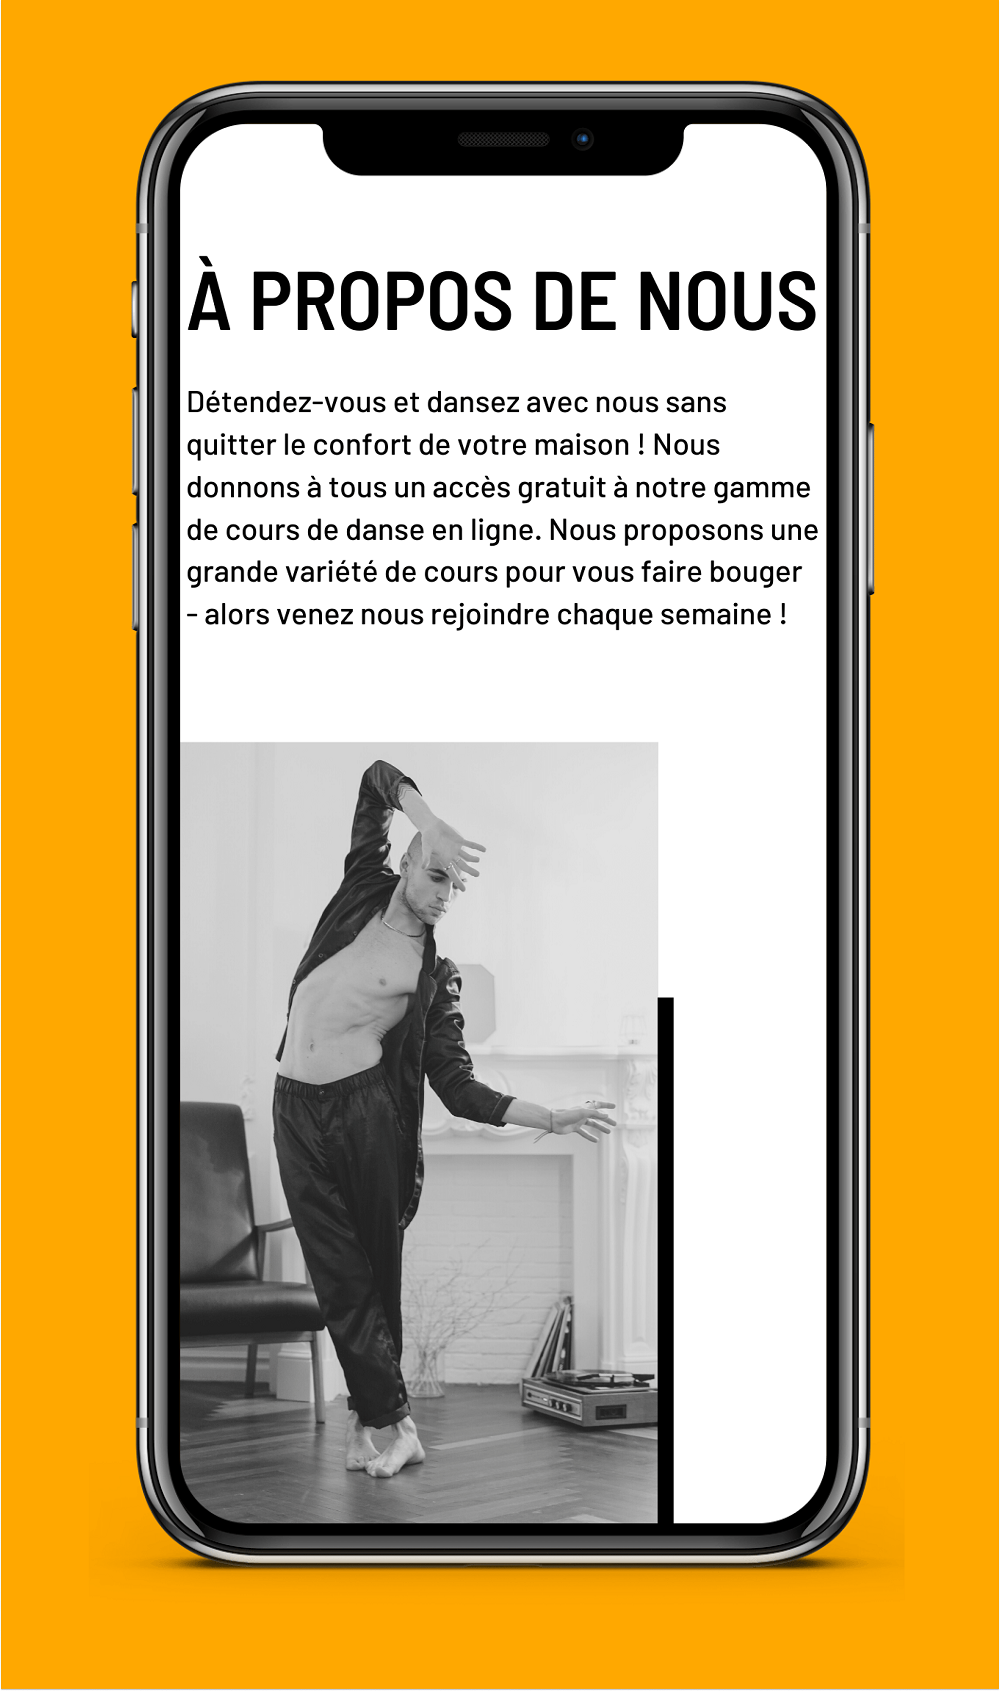 À PROPOS DE NOUS
Détendez-vous et dansez avec nous sans
quitter le confort de votre maison ! Nous
donnons à tous un accès gratuit à notre gamme
de cours de danse en ligne. Nous proposons une
grande variété de cours pour vous faire bouger
- alors venez nous rejoindre chaque semaine !